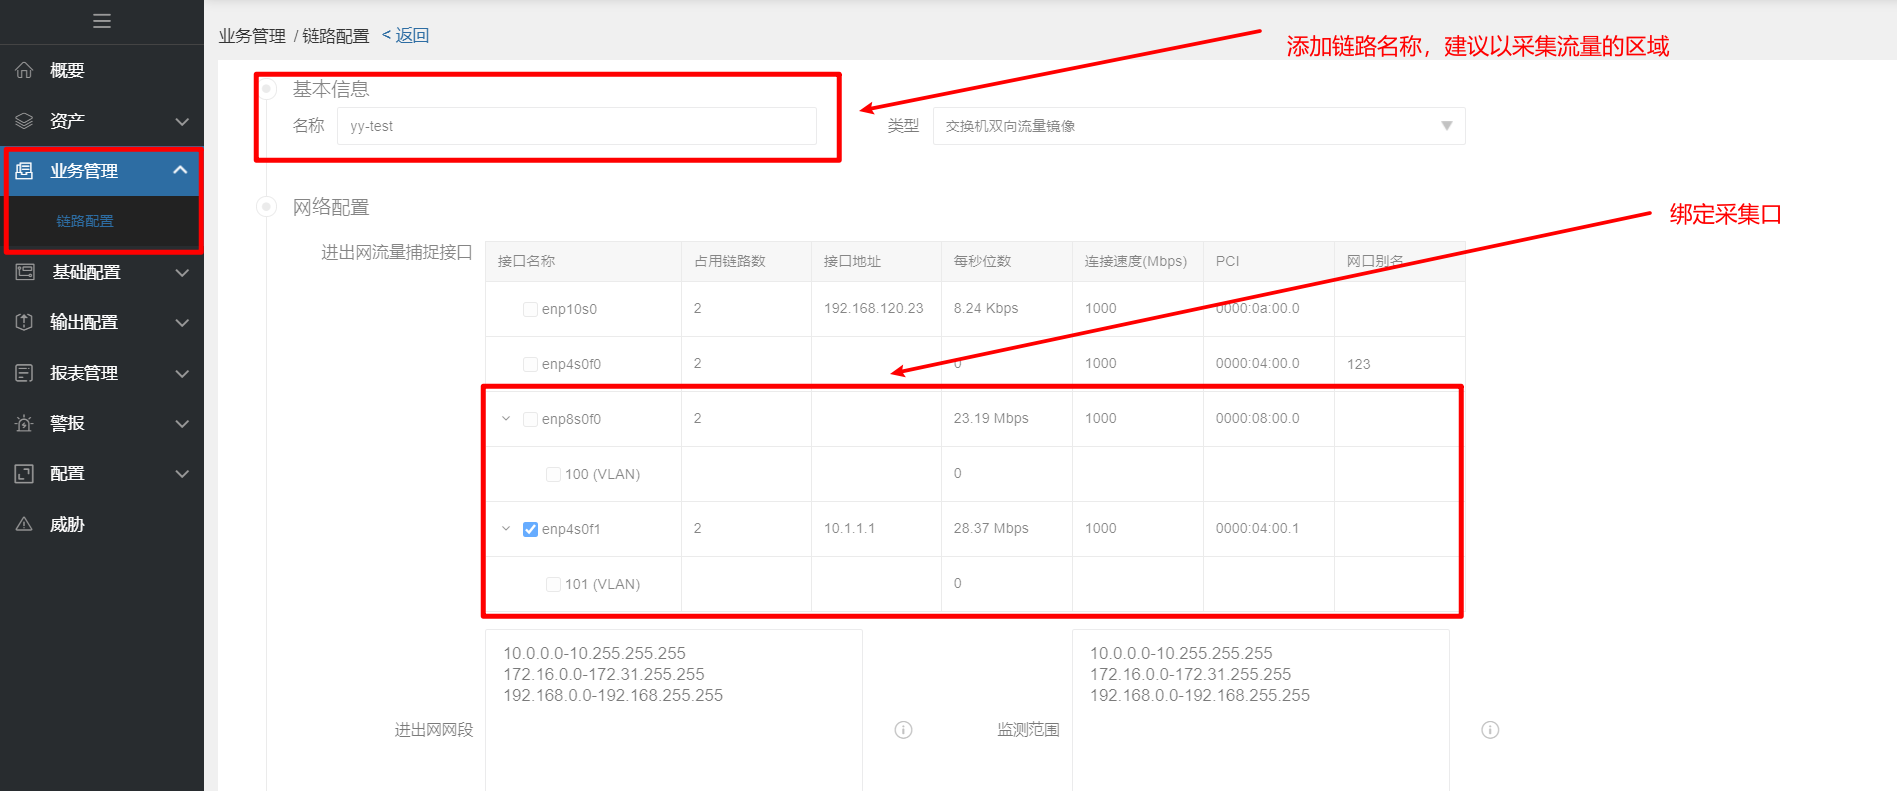 概要
资产
业务管理
链路配置
基础配置
输出配置
报表管理
警报
配置
威胁
业务管理 / 链路配置 < 返回
添加链路名称，建议以采集流量的区域
基本信息
名称 yy-test 类型 交换机双向流量镜像
绑定采集口
网络配置
进出网流量捕捉接口
接口名称 占用链路数 接口地址 每秒位数 连接速度(Mbps) PCI 网口别名
enp10s0 2 192.168.120.23 8.24 Kbps 1000 0000:0a:00.0
enp4s0f0 2 0 1000 0000:04:00.0 123
enp8s0f0 2 23.19 Mbps 1000 0000:08:00.0
100 (VLAN) 0
enp4s0f1 2 10.1.1.1 28.37 Mbps 1000 0000:04:00.1
101 (VLAN) 0
进出网网段
10.0.0.0-10.255.255.255
172.16.0.0-172.31.255.255
192.168.0.0-192.168.255.255
监测范围
10.0.0.0-10.255.255.255
172.16.0.0-172.31.255.255
192.168.0.0-192.168.255.255